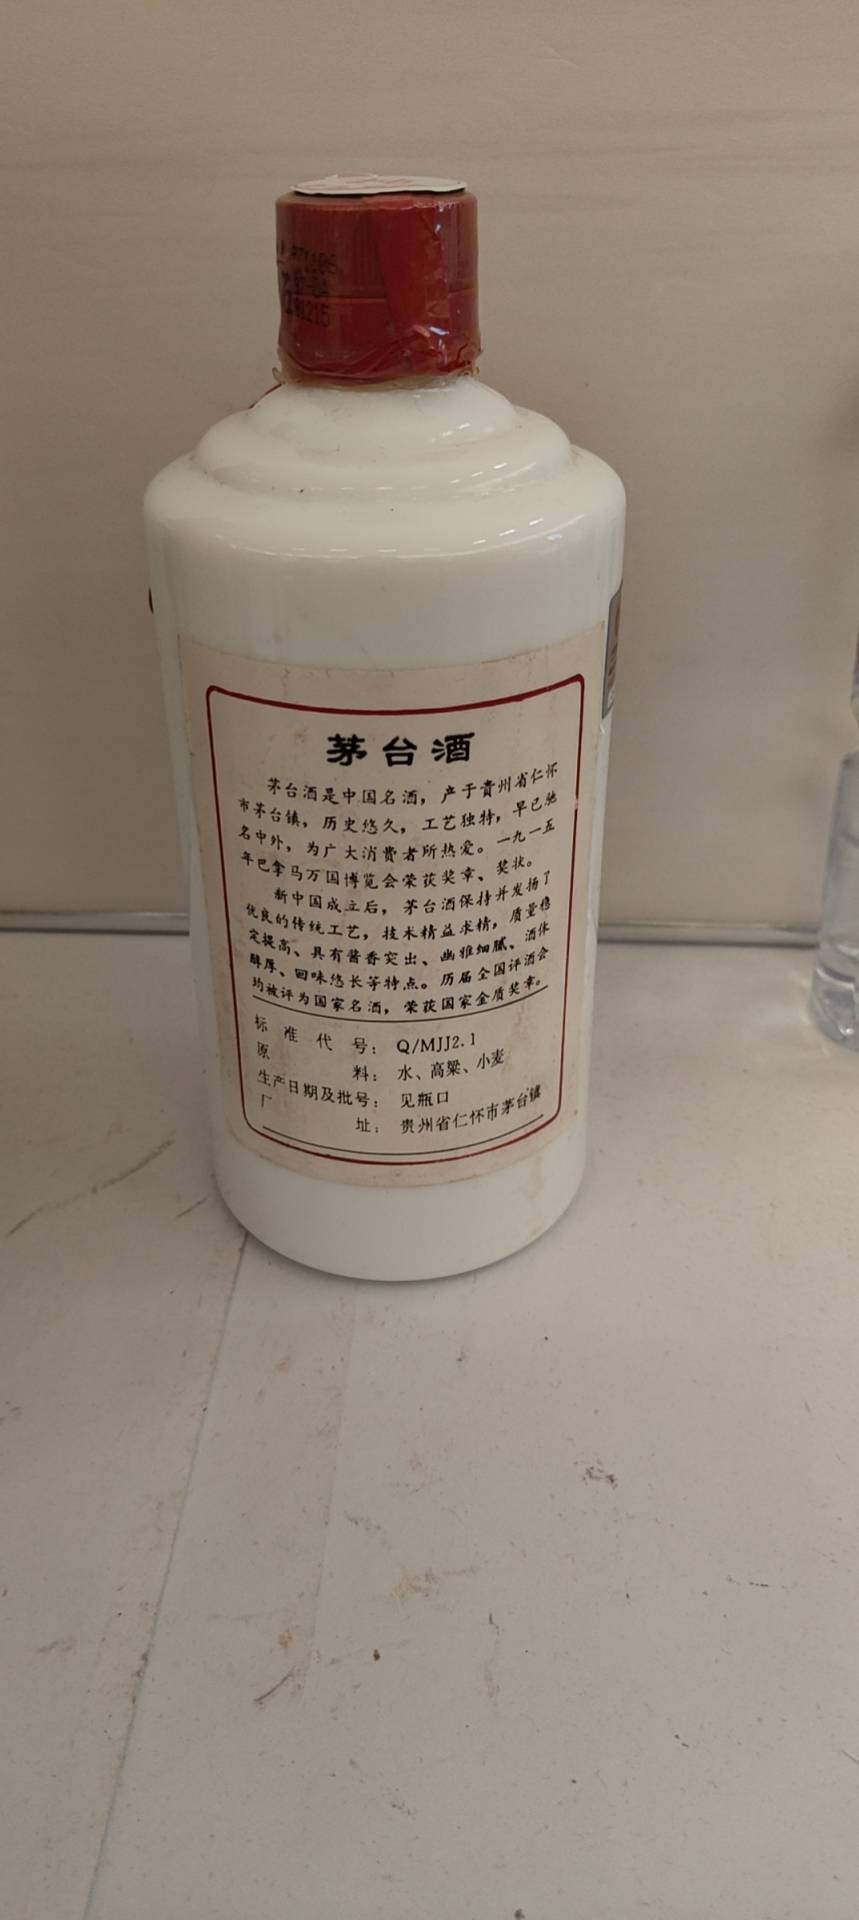 茅台酒
茅台酒是中国名酒，产于贵州省仁怀
市茅台镇，历史悠久，工艺独特，早已驰
名中外，为广大消费者所热爱。一九一五
年巴拿马万国博览会荣获奖章、奖状。
新中国成立后，茅台酒保持并发扬了
优良的传统工艺，技术精益求精，质量稳
定提高、具有酱香突出、幽雅细腻、酒体
醇厚、回味悠长等特点。历届全国评酒会
均被评为国家名酒，荣获国家金质奖章。
标准代号：Q/MJJ2.1
原料：水、高粱、小麦
生产日期及批号：见瓶口
厂址：贵州省仁怀市茅台镇